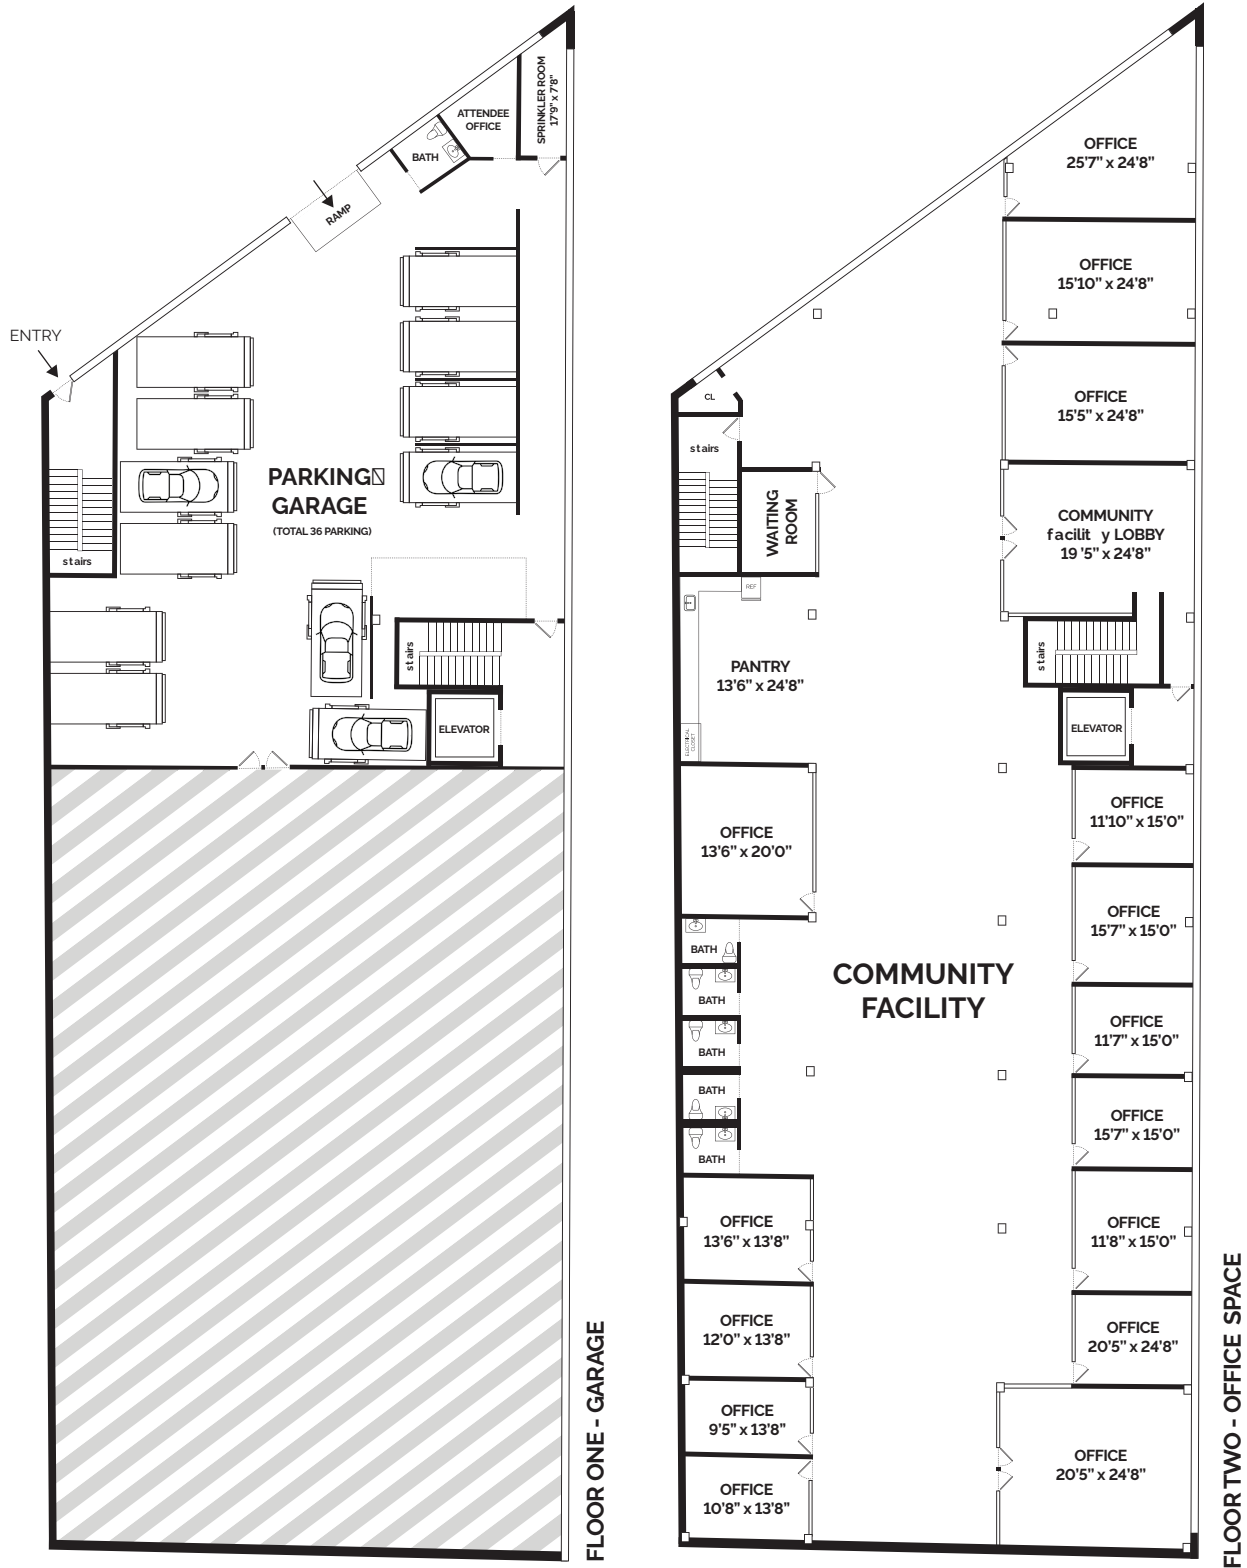 SPRINKLER ROOM
17'9" x 7'8"
ATTENDEE
OFFICE
BATH
RAMP
ENTRY
PARKING
GARAGE
(TOTAL 36 PARKING)
stairs
stairs
ELEVATOR
FLOOR ONE - GARAGE
OFFICE
25'7" x 24'8"
OFFICE
15'10" x 24'8"
OFFICE
15'5" x 24'8"
CL
stairs
WAITING
ROOM
COMMUNITY
facilit y LOBBY
19 '5" x 24'8"
REF
PANTRY
13'6" x 24'8"
ELECTRICAL
CLOSET
stairs
ELEVATOR
OFFICE
13'6" x 20'0"
OFFICE
11'10" x 15'0"
OFFICE
15'7" x 15'0"
BATH
BATH
BATH
BATH
BATH
COMMUNITY
FACILITY
OFFICE
11'7" x 15'0"
OFFICE
15'7" x 15'0"
OFFICE
11'8" x 15'0"
OFFICE
20'5" x 24'8"
OFFICE
13'6" x 13'8"
OFFICE
12'0" x 13'8"
OFFICE
9'5" x 13'8"
OFFICE
10'8" x 13'8"
OFFICE
20'5" x 24'8"
FLOOR TWO - OFFICE SPACE